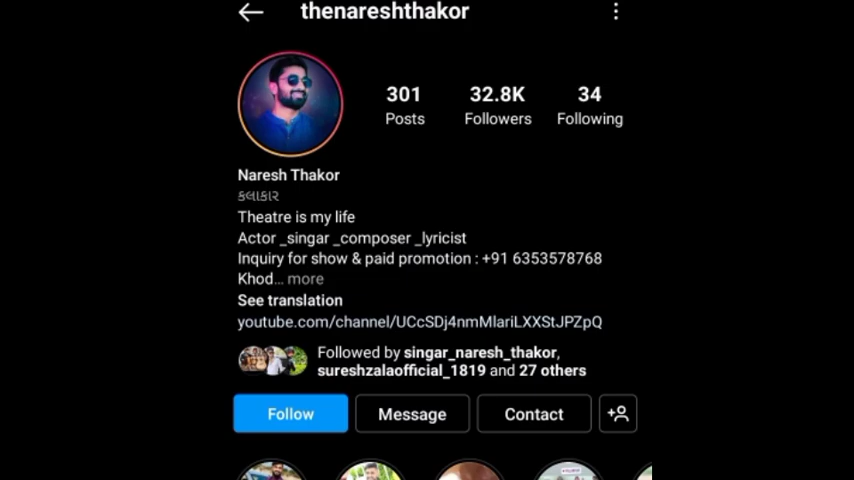 thenareshthakor
301
32.8K
34
Posts
Followers
Following
Naresh Thakor
કલાકાર
Theatre is my life
Actor _singar _composer _lyricist
Inquiry for show & paid promotion : +91 6353578768
Khod... more
See translation
youtube.com/channel/UCcSDj4nmMlariLXXStJPZpQ
Followed by singar_naresh_thakor,
sureshzalaofficial_1819 and 27 others
Follow
Message
Contact